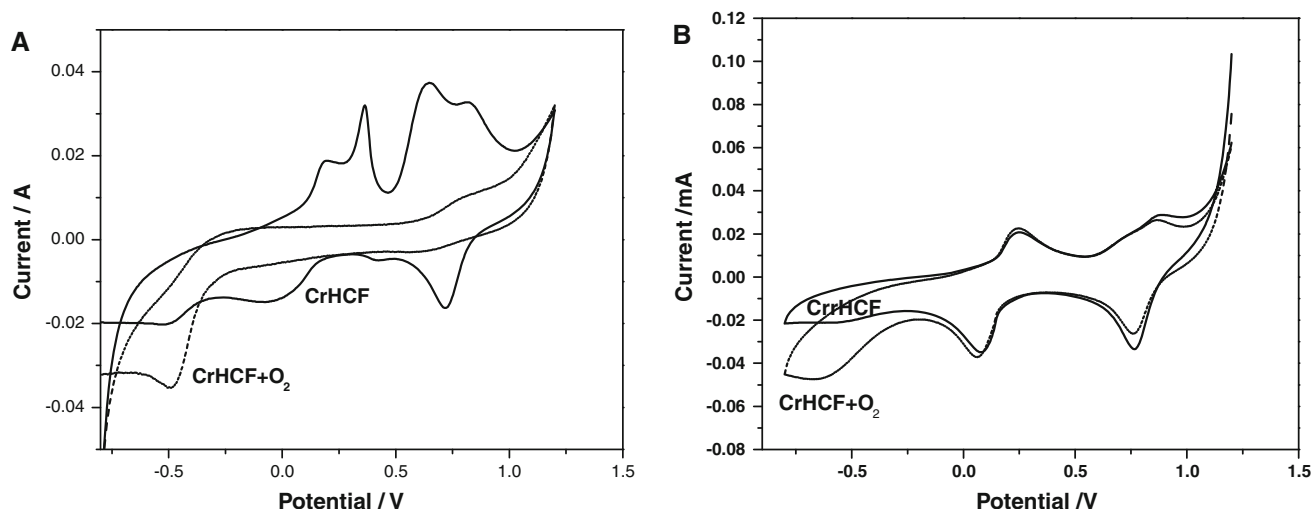 A
Current / A
0.04
0.02
0.00
-0.02
-0.04
CrHCF
CrHCF+O₂
-0.5
0.0
0.5
1.0
1.5
Potential / V
B
Current /mA
0.12
0.10
0.08
0.06
0.04
0.02
0.00
-0.02
-0.04
-0.06
-0.08
CrrHCF
CrHCF+O₂
-0.5
0.0
0.5
1.0
1.5
Potential /V